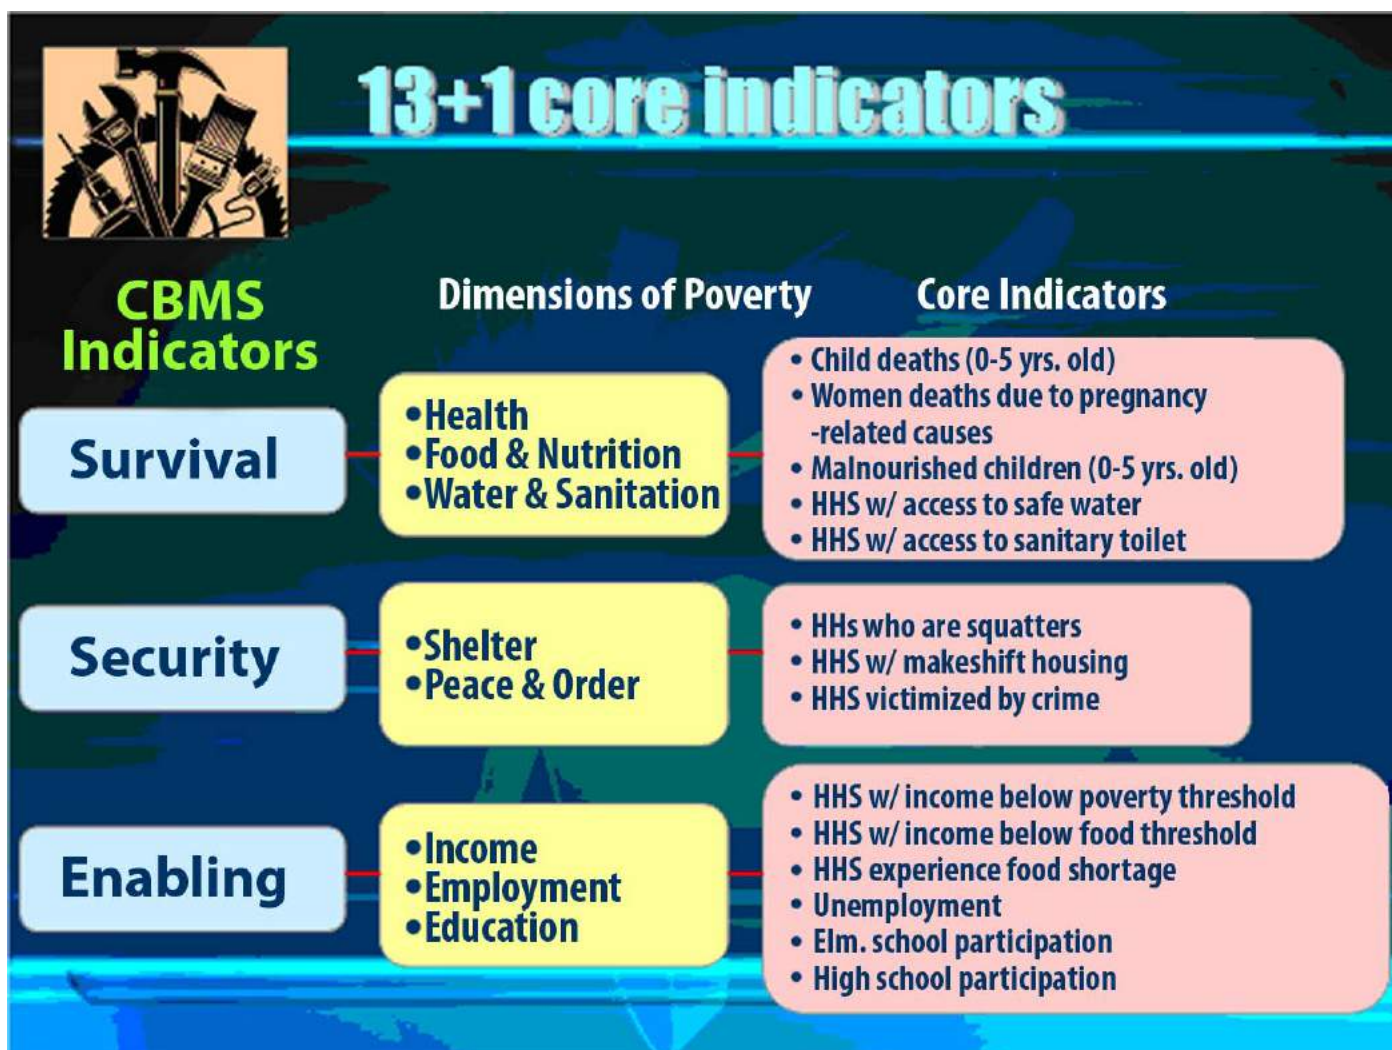 13+1 core indicators
CBMS
Indicators
Dimensions of Poverty
Core Indicators
Survival
•Health
•Food & Nutrition
•Water & Sanitation
• Child deaths (0-5 yrs. old)
• Women deaths due to pregnancy
-related causes
• Malnourished children (0-5 yrs. old)
• HHS w/ access to safe water
• HHS w/ access to sanitary toilet
Security
•Shelter
•Peace & Order
• HHs who are squatters
• HHS w/ makeshift housing
• HHS victimized by crime
Enabling
•Income
•Employment
•Education
• HHS w/ income below poverty threshold
• HHS w/ income below food threshold
• HHS experience food shortage
• Unemployment
• Elm. school participation
• High school participation